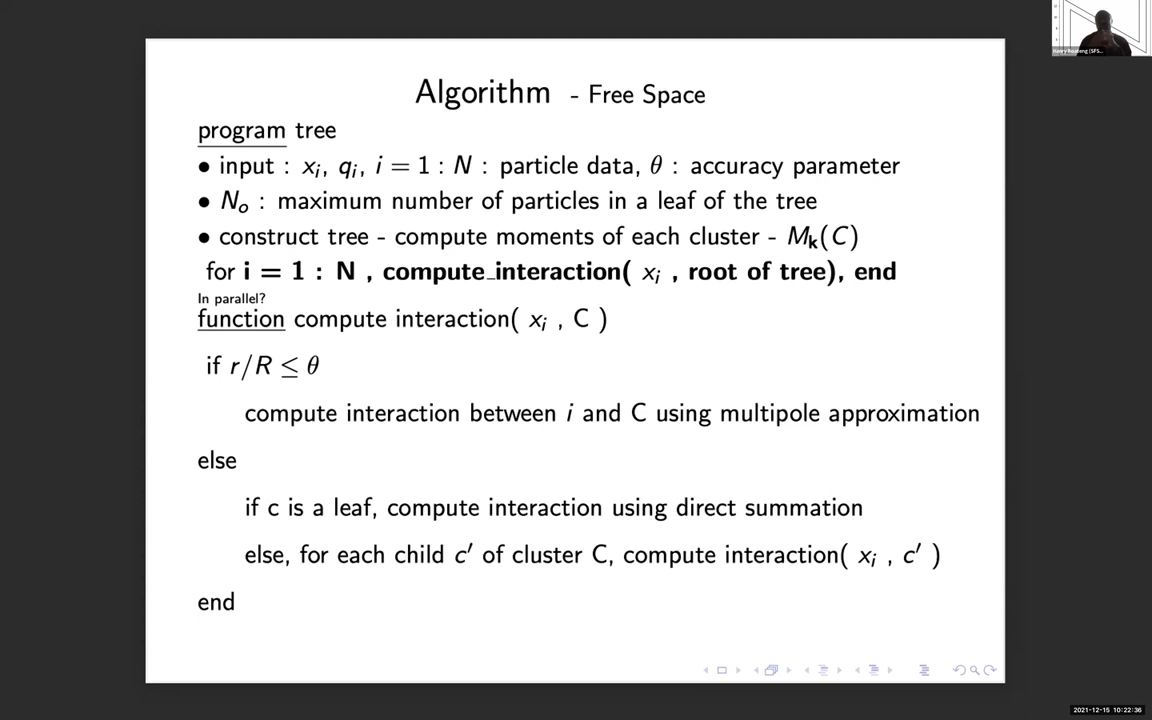 Henry Boateng (SFS...
Algorithm - Free Space
program tree
• input : xᵢ, qᵢ, i = 1 : N : particle data, θ : accuracy parameter
• Nₒ : maximum number of particles in a leaf of the tree
• construct tree - compute moments of each cluster - M𝐤(C)
for i = 1 : N , compute_interaction( xᵢ , root of tree), end
In parallel?
function compute interaction( xᵢ , C )
if r/R ≤ θ
compute interaction between i and C using multipole approximation
else
if c is a leaf, compute interaction using direct summation
else, for each child c′ of cluster C, compute interaction( xᵢ , c′ )
end
2021-12-15 10:22:36